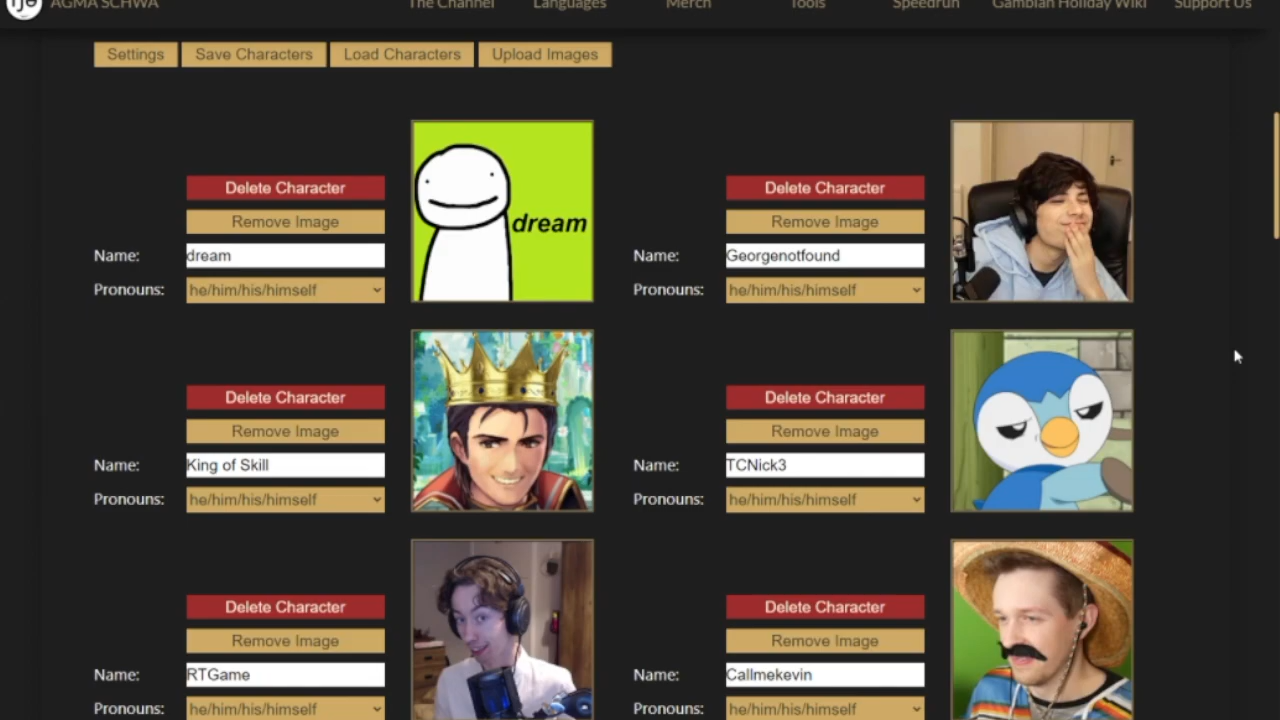 AGMA SCHWA The Channel Languages Merch Tools Speedrun Gambian Holiday Wiki Support Us
Settings Save Characters Load Characters Upload Images
Delete Character
Remove Image
Name: dream
Pronouns: he/him/his/himself
dream
Delete Character
Remove Image
Name: Georgenotfound
Pronouns: he/him/his/himself
Delete Character
Remove Image
Name: King of Skill
Pronouns: he/him/his/himself
Delete Character
Remove Image
Name: TCNick3
Pronouns: he/him/his/himself
Delete Character
Remove Image
Name: RTGame
Pronouns: he/him/his/himself
Delete Character
Remove Image
Name: Callmekevin
Pronouns: he/him/his/himself